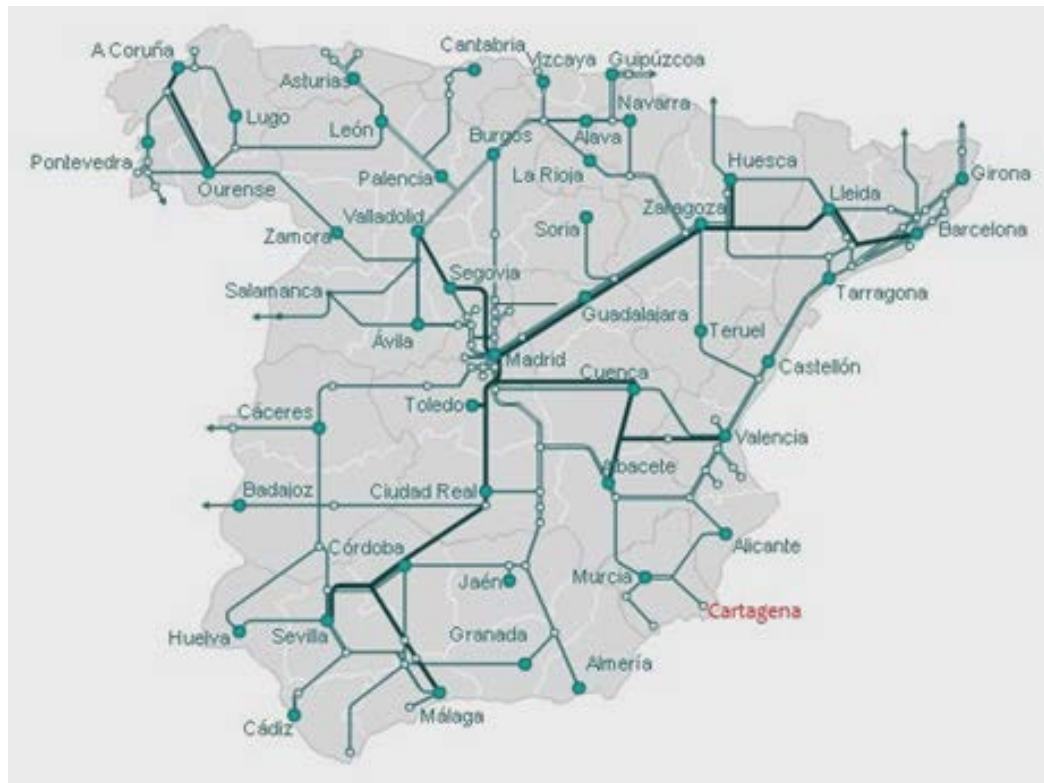 A Coruña
Cantabria
Vizcaya
Guipúzcoa
Asturias
Lugo
León
Burgos
Alava
Navarra
Pontevedra
Ourense
Palencia
La Rioja
Huesca
Lleida
Girona
Valladolid
Zamora
Soria
Zaragoza
Barcelona
Segovia
Salamanca
Guadalajara
Tarragona
Ávila
Madrid
Teruel
Castellón
Cuenca
Toledo
Cáceres
Valencia
Abacete
Badajoz
Ciudad Real
Alicante
Córdoba
Jaén
Murcia
Cartagena
Huelva
Sevilla
Granada
Almería
Cádiz
Málaga